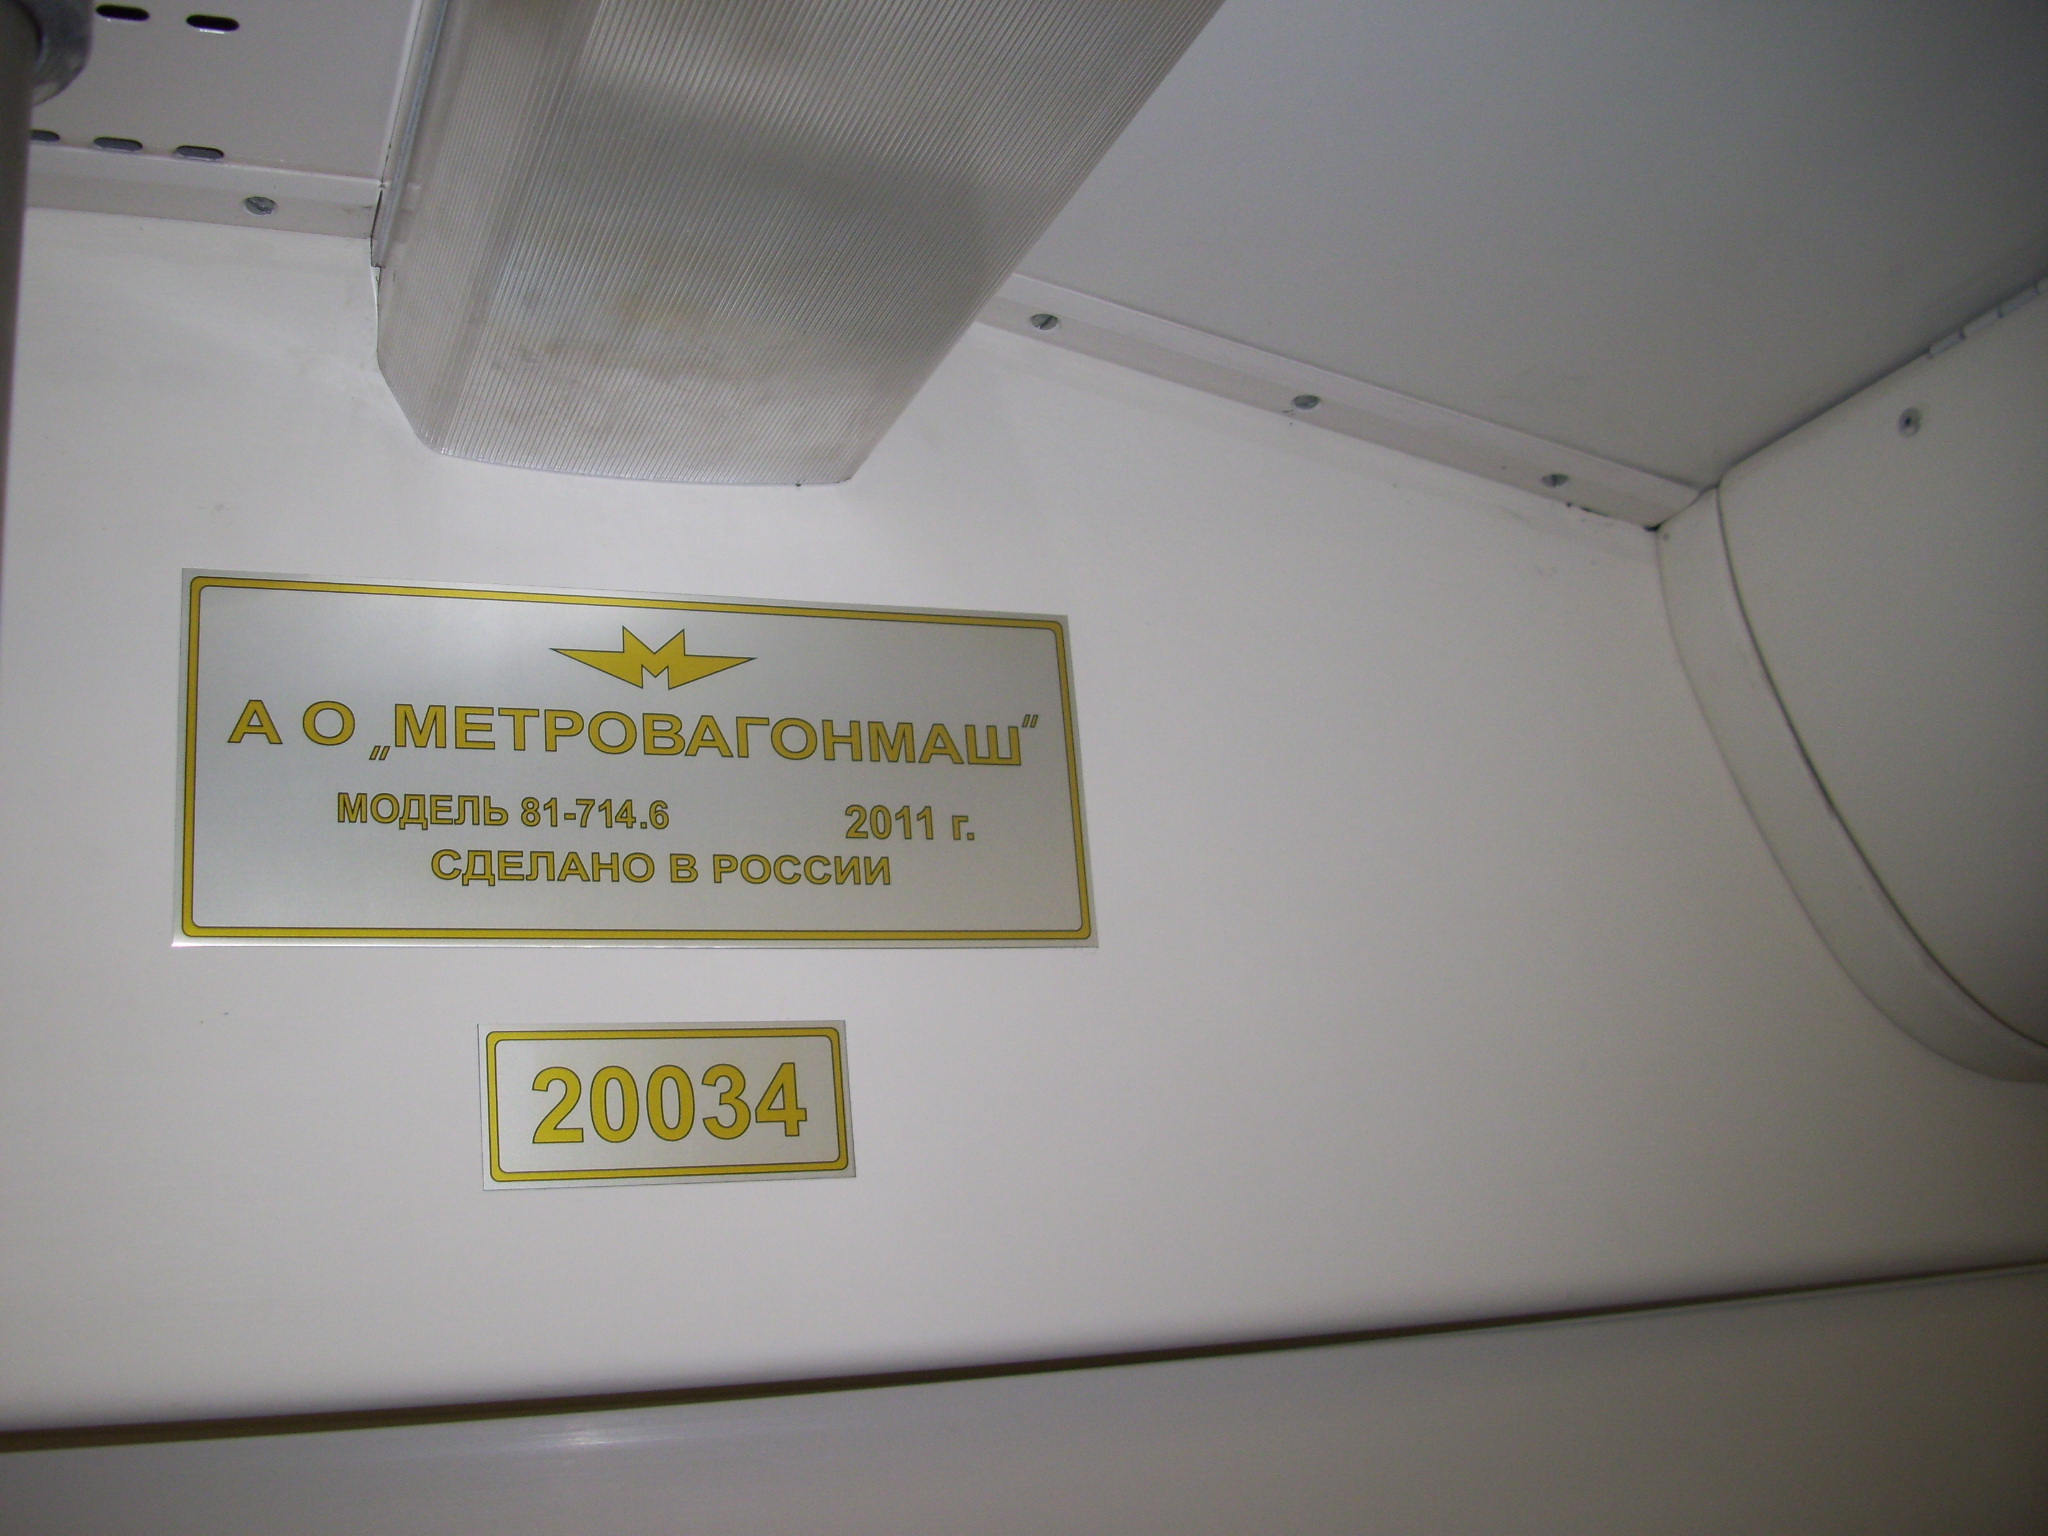 А О „МЕТРОВАГОНМАШ“
МОДЕЛЬ 81-714.6 2011 г.
СДЕЛАНО В РОССИИ
20034